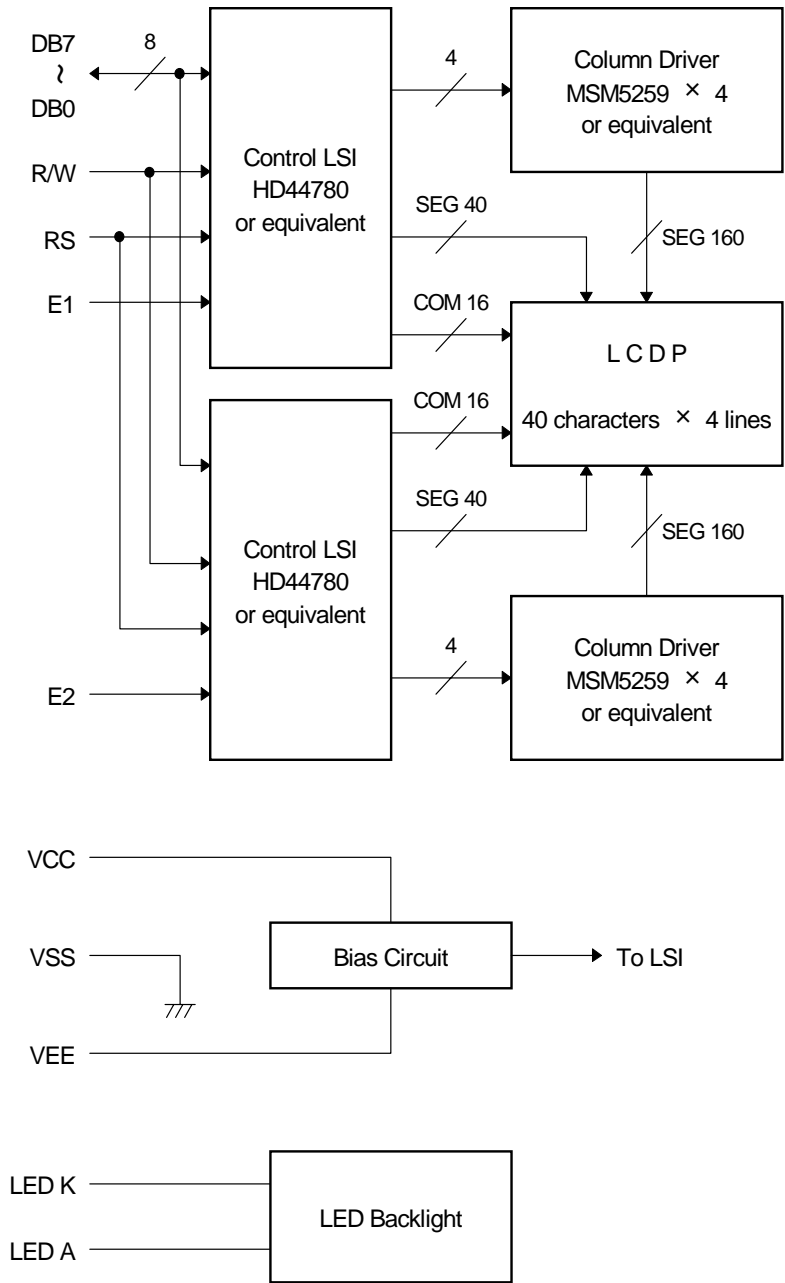 DB7
~
DB0
8
R/W
RS
E1
Control LSI
HD44780
or equivalent
4
Column Driver
MSM5259 × 4
or equivalent
SEG 40
SEG 160
COM 16
L C D P
40 characters × 4 lines
COM 16
SEG 40
SEG 160
Control LSI
HD44780
or equivalent
E2
4
Column Driver
MSM5259 × 4
or equivalent
VCC
VSS
VEE
Bias Circuit
To LSI
LED K
LED A
LED Backlight